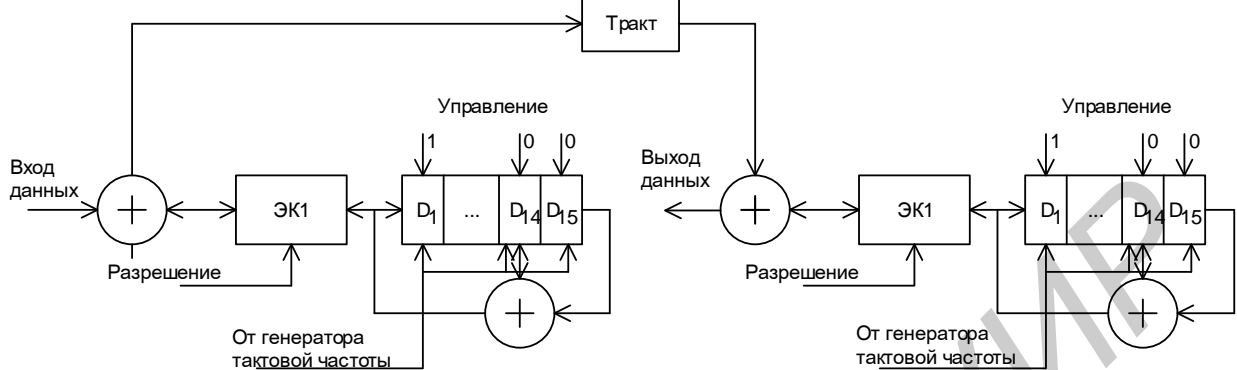 Тракт
Управление
1
0
0
Вход
данных
ЭК1
D1
...
D14
D15
Разрешение
От генератора
тактовой частоты
Управление
1
0
0
Выход
данных
ЭК1
D1
...
D14
D15
Разрешение
От генератора
тактовой частоты